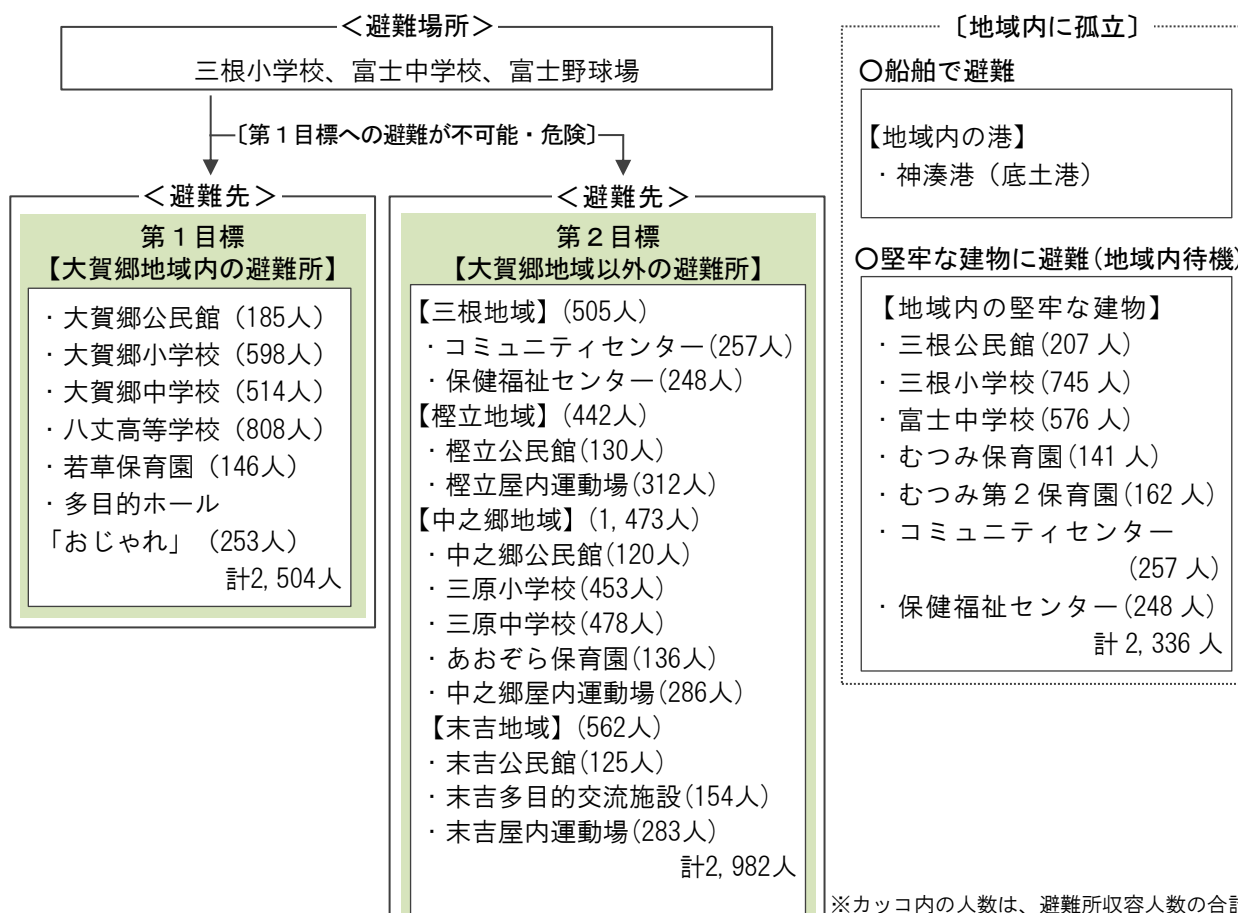 ＜避難場所＞
三根小学校、富士中学校、富士野球場
〔第１目標への避難が不可能・危険〕
＜避難先＞
第１目標
【大賀郷地域内の避難所】
・大賀郷公民館（185人）
・大賀郷小学校（598人）
・大賀郷中学校（514人）
・八丈高等学校（808人）
・若草保育園（146人）
・多目的ホール
「おじゃれ」（253人）
計2,504人
＜避難先＞
第２目標
【大賀郷地域以外の避難所】
【三根地域】(505人)
・コミュニティセンター(257人)
・保健福祉センター(248人)
【樫立地域】(442人)
・樫立公民館(130人)
・樫立屋内運動場(312人)
【中之郷地域】(1,473人)
・中之郷公民館(120人)
・三原小学校(453人)
・三原中学校(478人)
・あおぞら保育園(136人)
・中之郷屋内運動場(286人)
【末吉地域】(562人)
・末吉公民館(125人)
・末吉多目的交流施設(154人)
・末吉屋内運動場(283人)
計2,982人
〔地域内に孤立〕
〇船舶で避難
【地域内の港】
・神湊港（底土港）
〇堅牢な建物に避難(地域内待機)
【地域内の堅牢な建物】
・三根公民館(207 人)
・三根小学校(745 人)
・富士中学校(576 人)
・むつみ保育園(141 人)
・むつみ第２保育園(162 人)
・コミュニティセンター
(257 人)
・保健福祉センター(248 人)
計 2,336 人
※カッコ内の人数は、避難所収容人数の合計